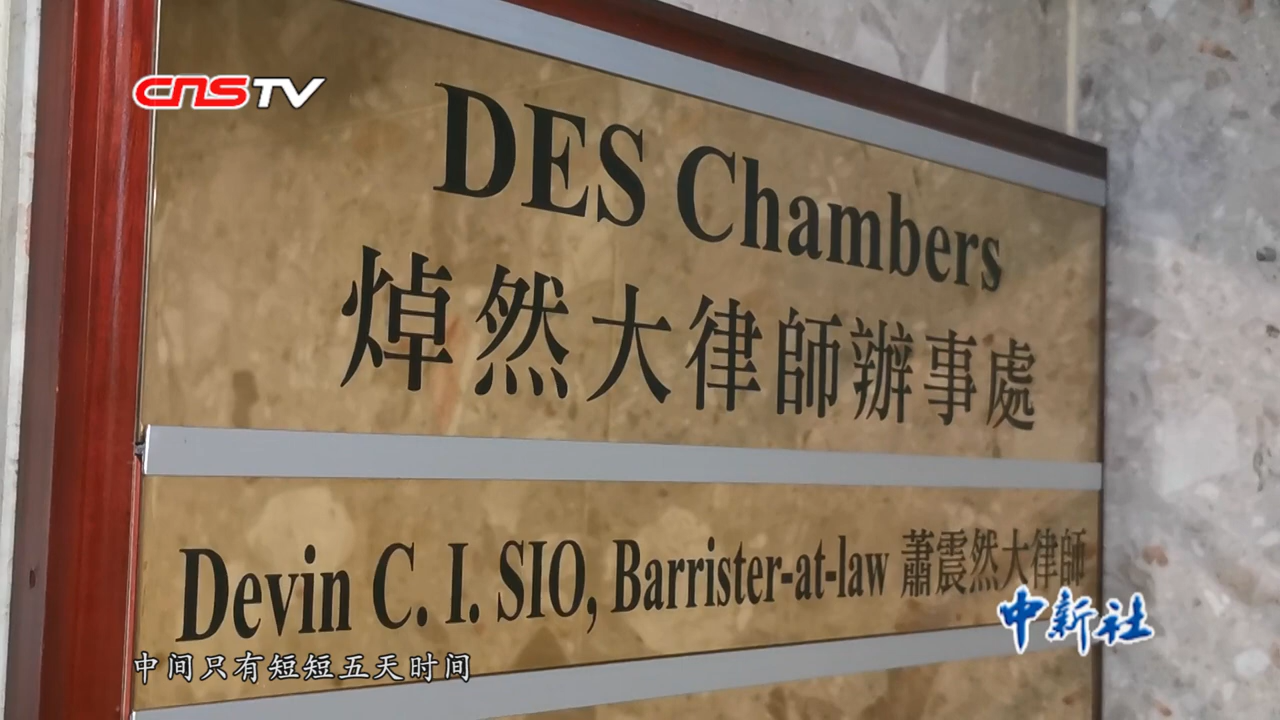 CNSTV
DES Chambers
焯然大律師辦事處
Devin C. I. SIO, Barrister-at-law 蕭震然大律師
中新社
中间只有短短五天时间